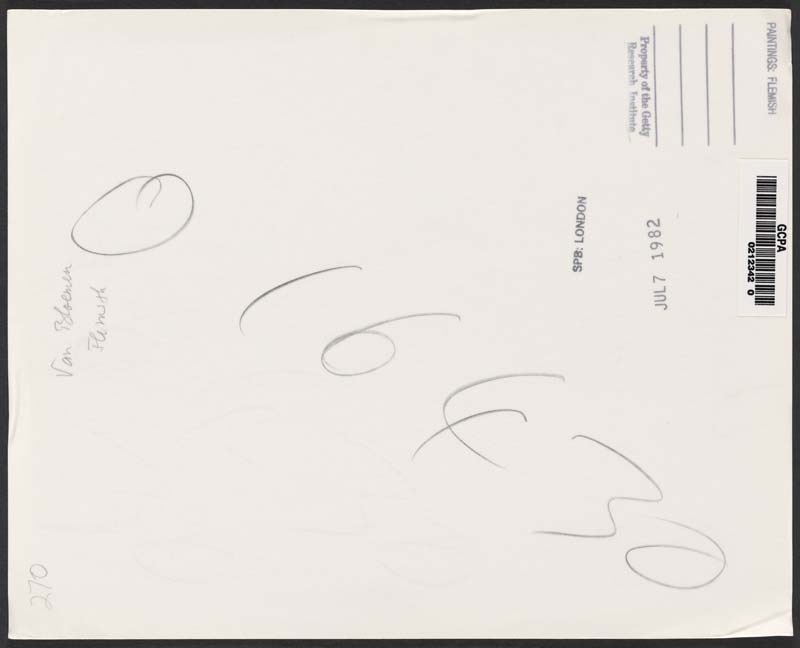 PAINTINGS: FLEMISH
Property of the Getty
Research Institute
GCPA
0212342 0
JUL 7 1982
SPB: LONDON
Van Bloemen
Flemish
270